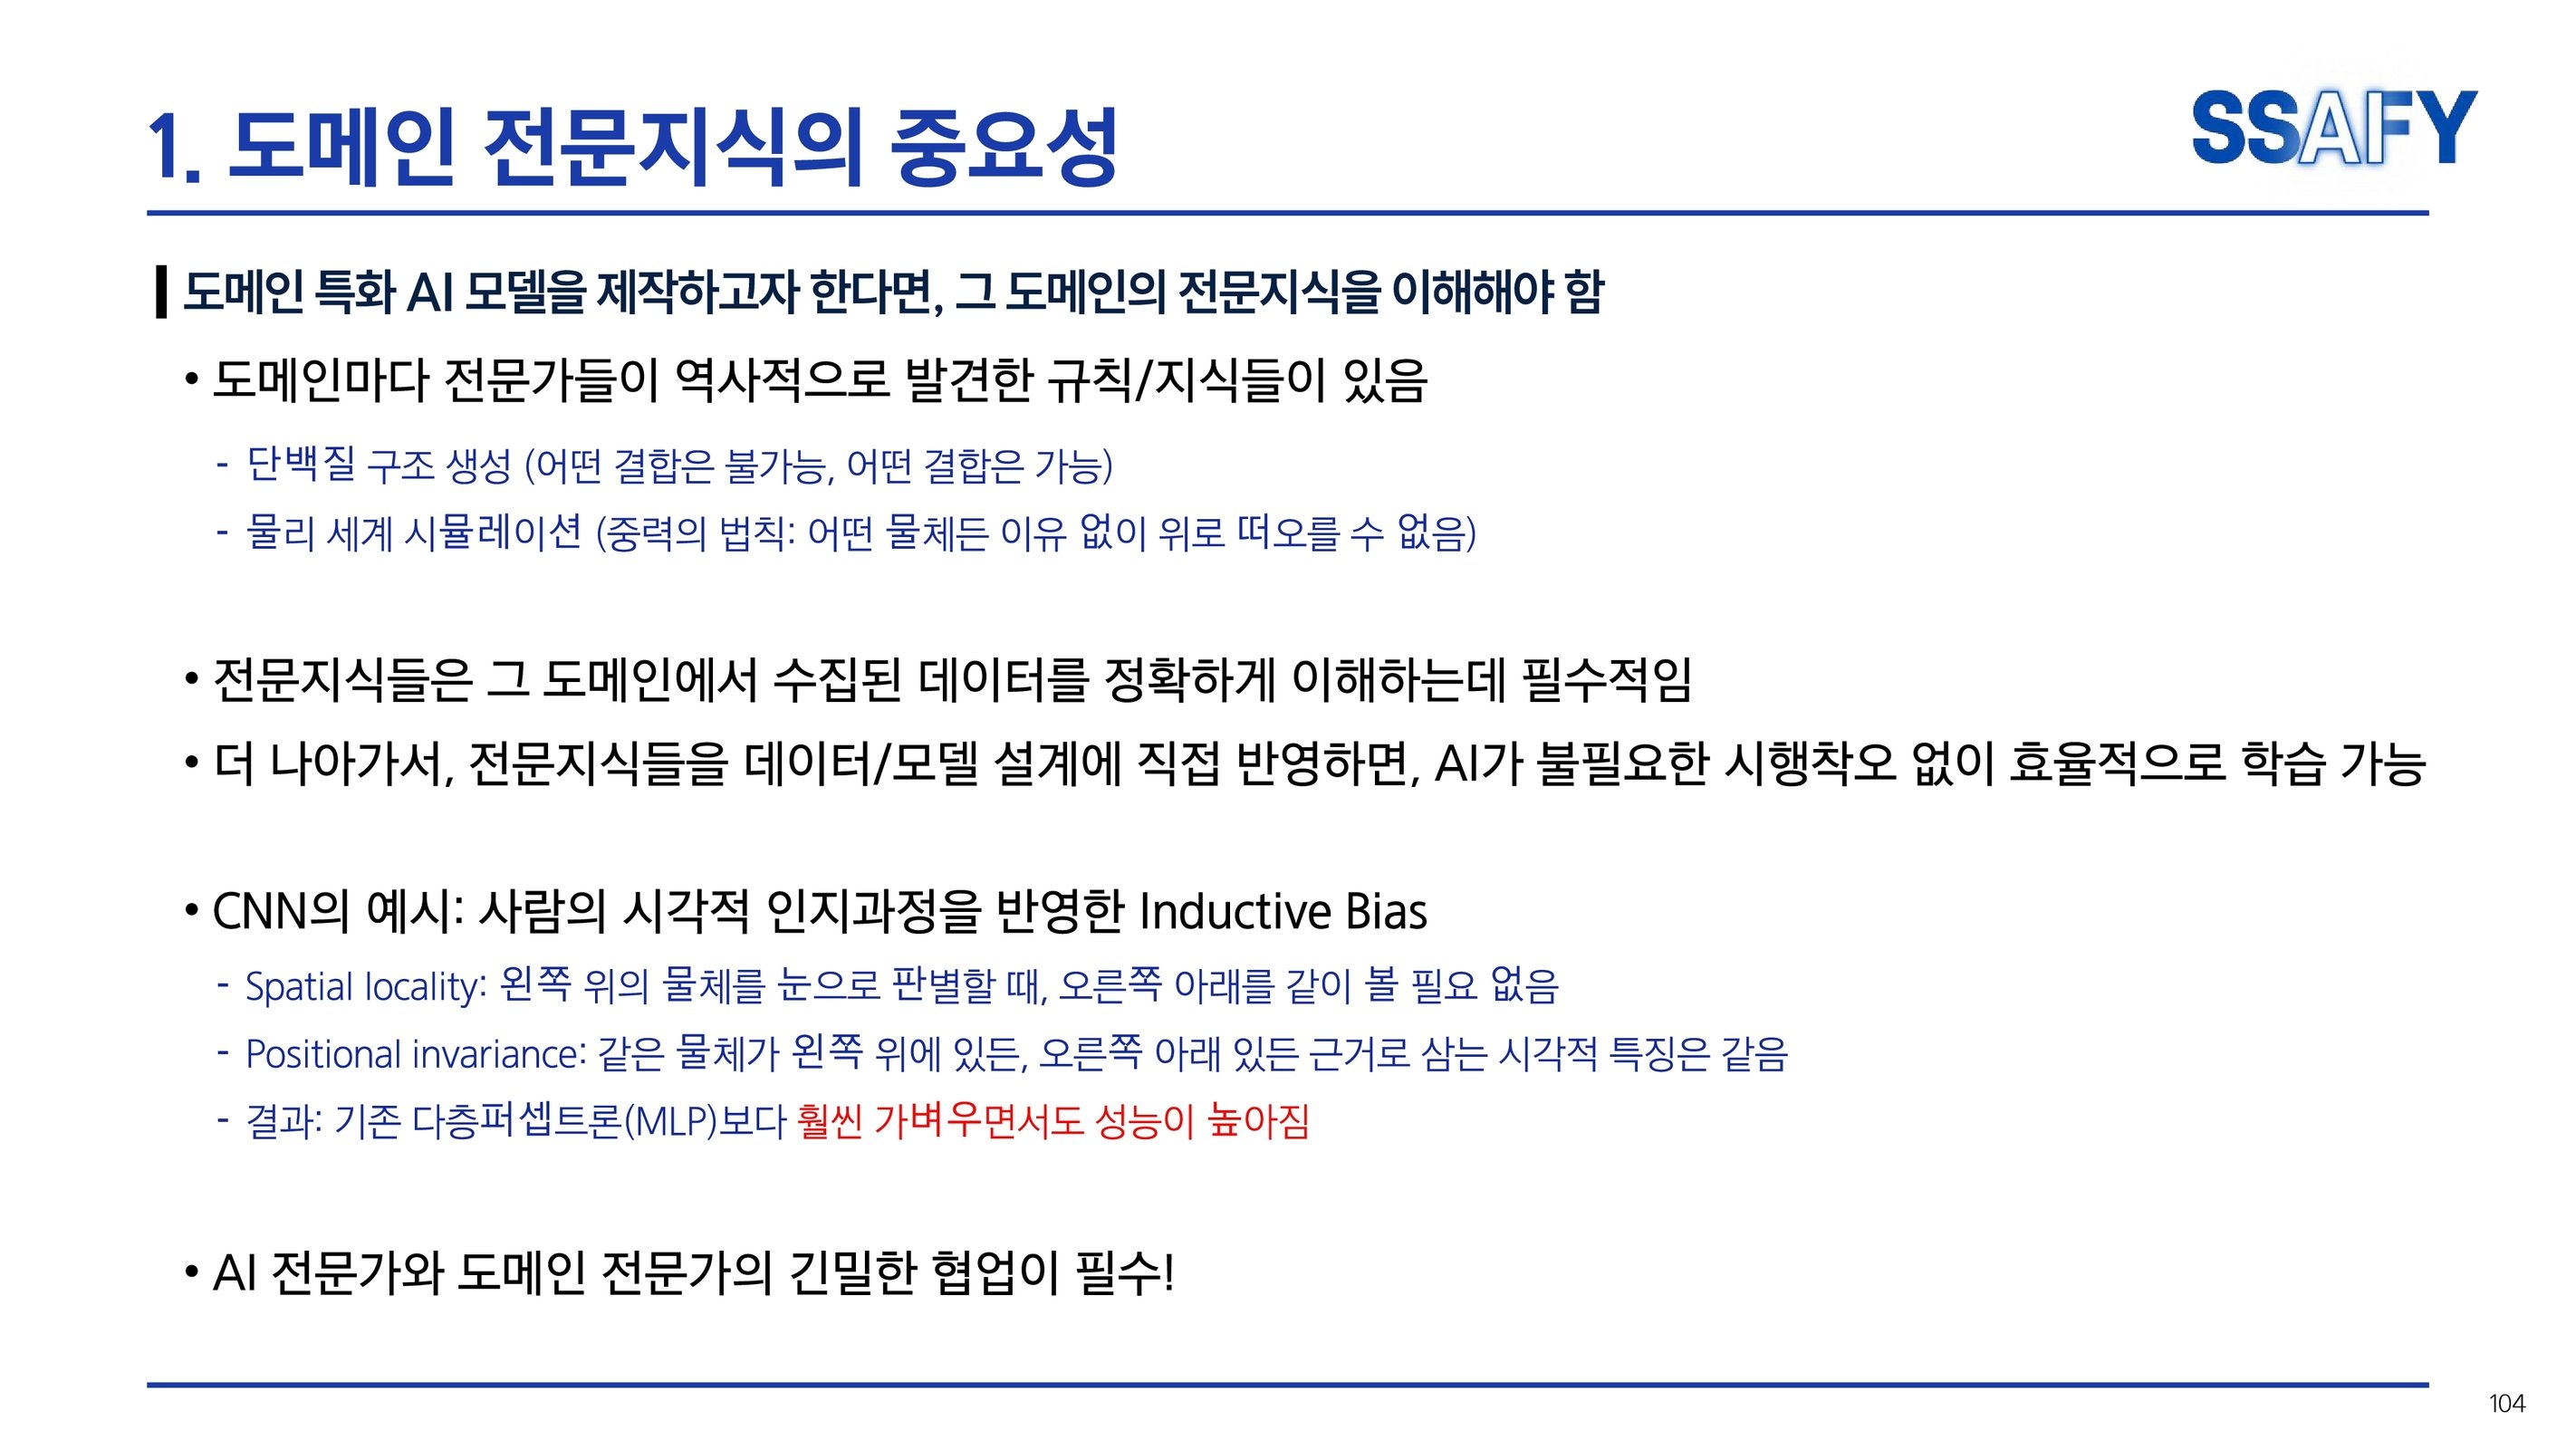 1. 도메인 전문지식의 중요성
SSAFY
도메인 특화 AI 모델을 제작하고자 한다면, 그 도메인의 전문지식을 이해해야 함
• 도메인마다 전문가들이 역사적으로 발견한 규칙/지식들이 있음
- 단백질 구조 생성 (어떤 결합은 불가능, 어떤 결합은 가능)
- 물리 세계 시뮬레이션 (중력의 법칙: 어떤 물체든 이유 없이 위로 떠오를 수 없음)
• 전문지식들은 그 도메인에서 수집된 데이터를 정확하게 이해하는데 필수적임
• 더 나아가서, 전문지식들을 데이터/모델 설계에 직접 반영하면, AI가 불필요한 시행착오 없이 효율적으로 학습 가능
• CNN의 예시: 사람의 시각적 인지과정을 반영한 Inductive Bias
- Spatial locality: 왼쪽 위의 물체를 눈으로 판별할 때, 오른쪽 아래를 같이 볼 필요 없음
- Positional invariance: 같은 물체가 왼쪽 위에 있든, 오른쪽 아래 있든 근거로 삼는 시각적 특징은 같음
- 결과: 기존 다층퍼셉트론(MLP)보다 훨씬 가벼우면서도 성능이 높아짐
• AI 전문가와 도메인 전문가의 긴밀한 협업이 필수!
104